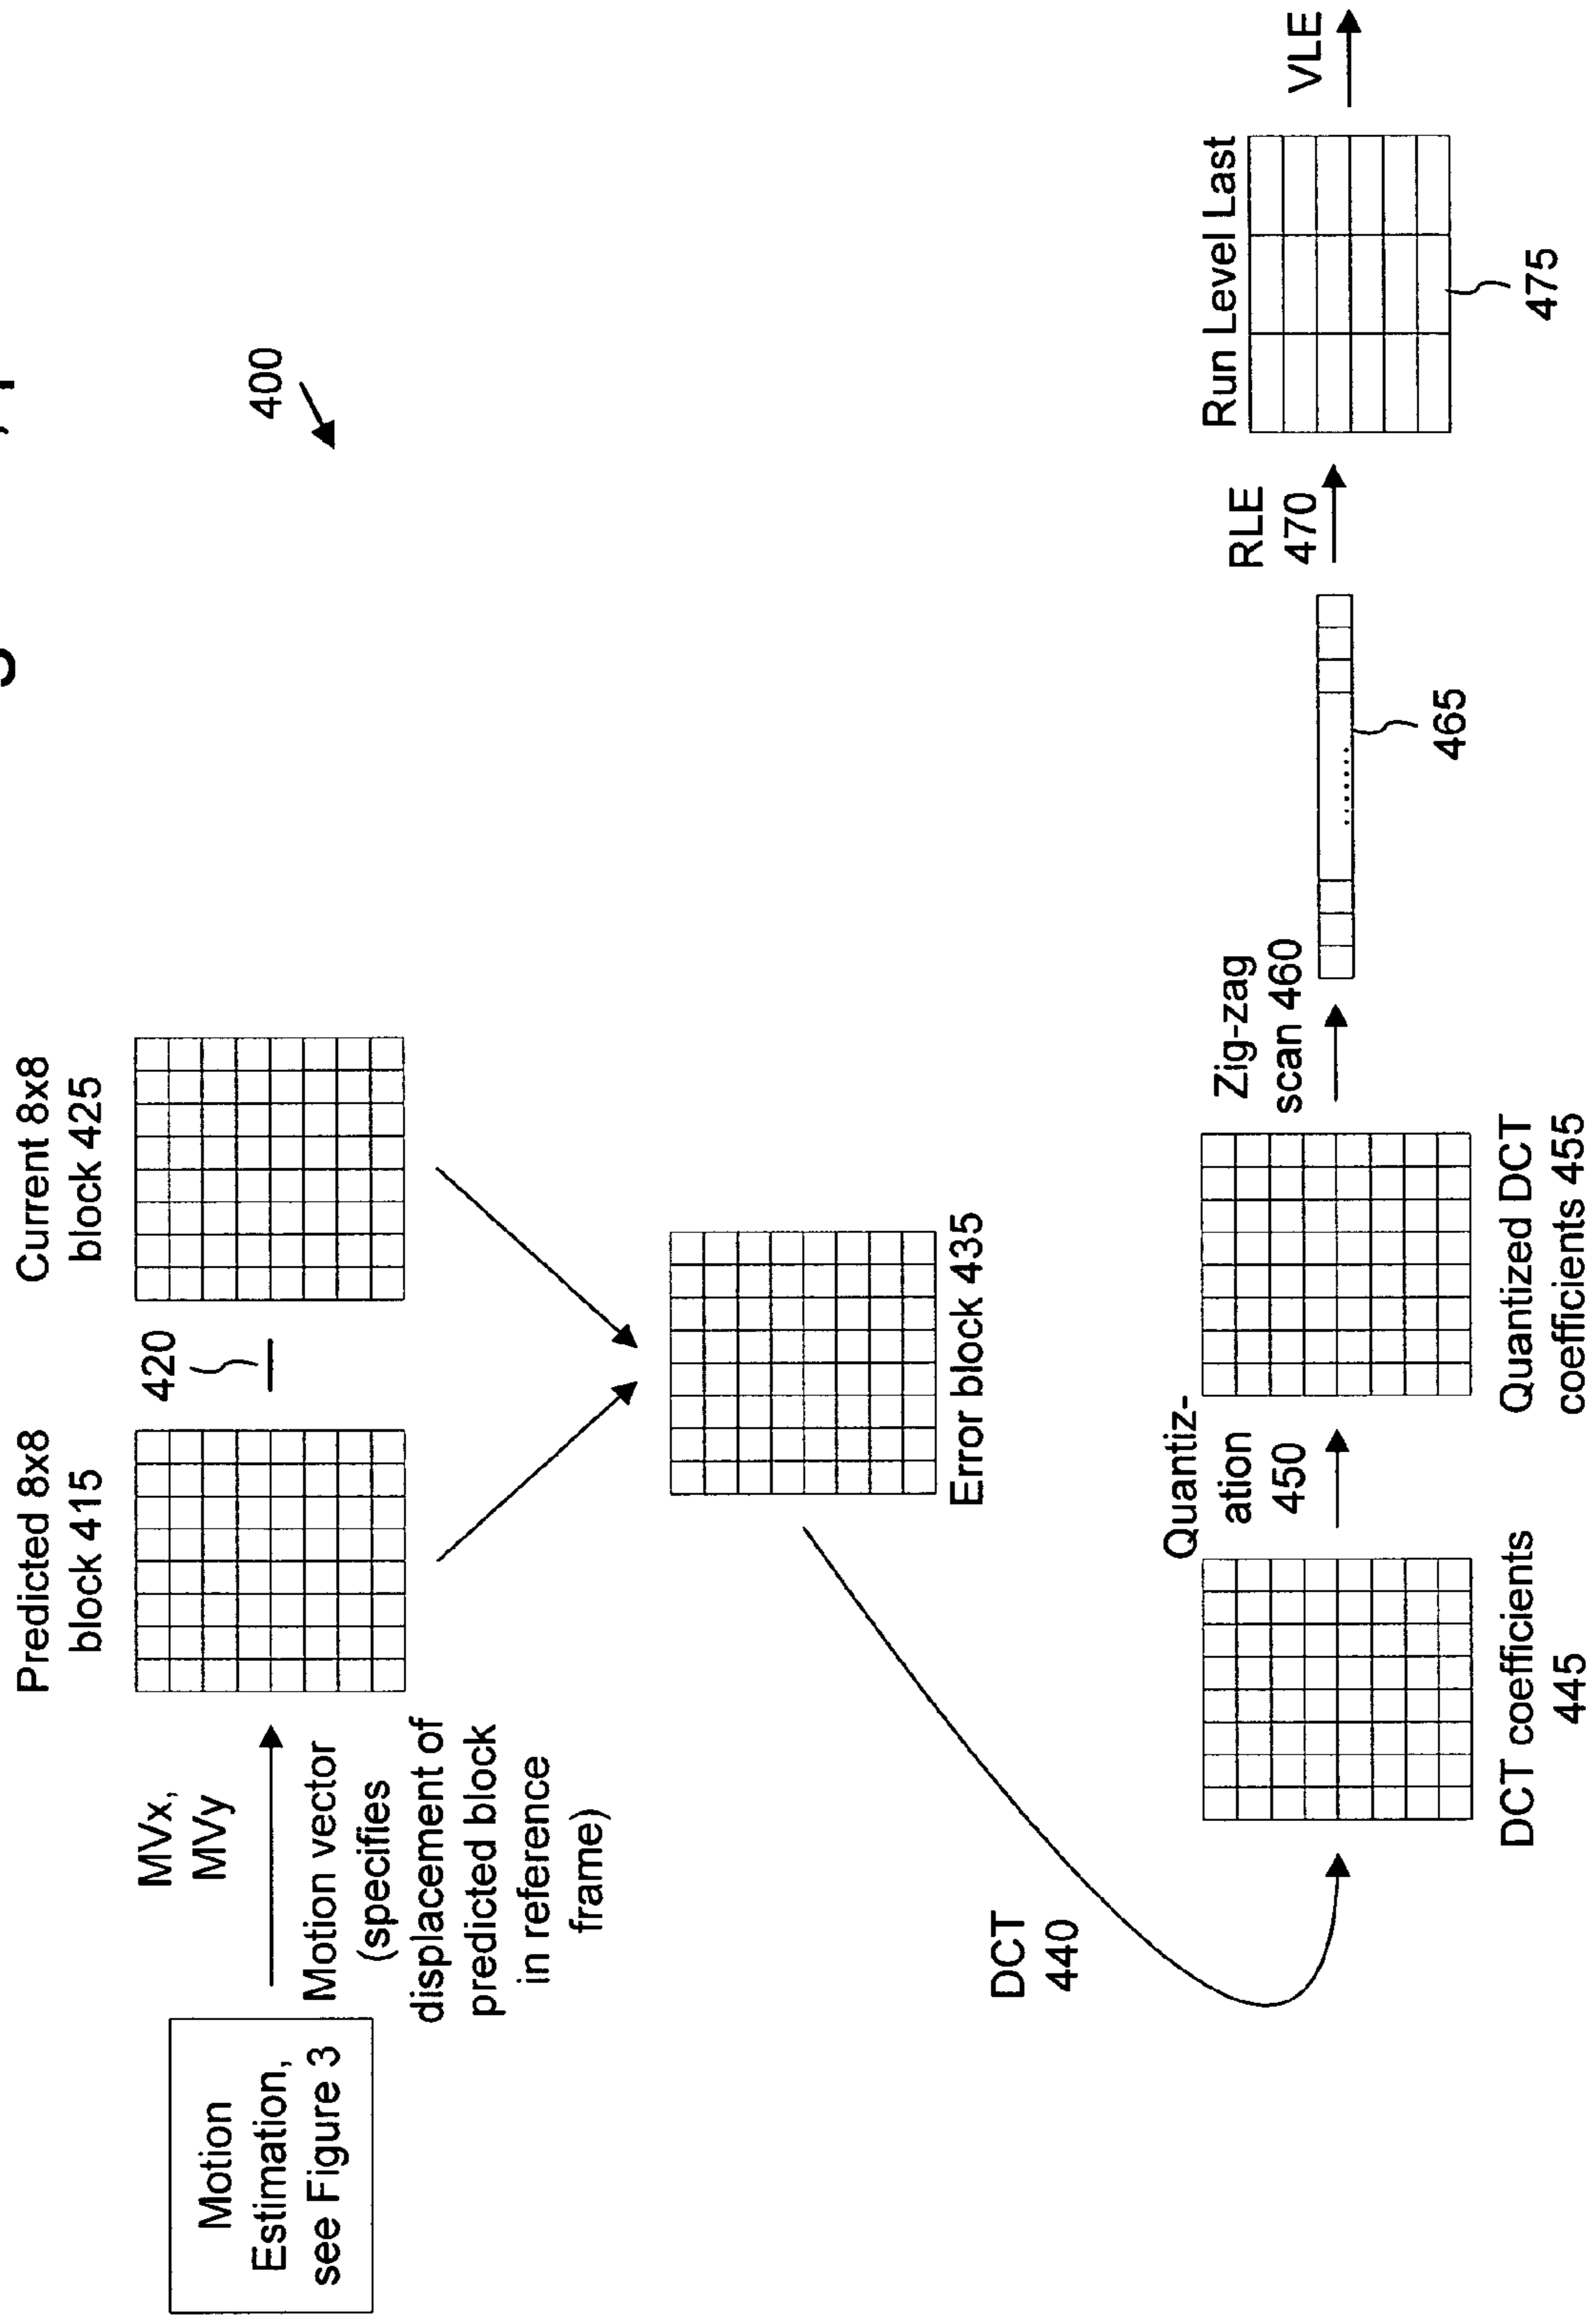 400
Motion
Estimation,
see Figure 3
MVx,
MVy
Motion vector
(specifies
displacement of
predicted block
in reference
frame)
Predicted 8x8
block 415
420
Current 8x8
block 425
Error block 435
DCT
440
DCT coefficients
445
Quantiz-
ation
450
Quantized DCT
coefficients 455
Zig-zag
scan 460
465
RLE
470
Run Level Last
475
VLE